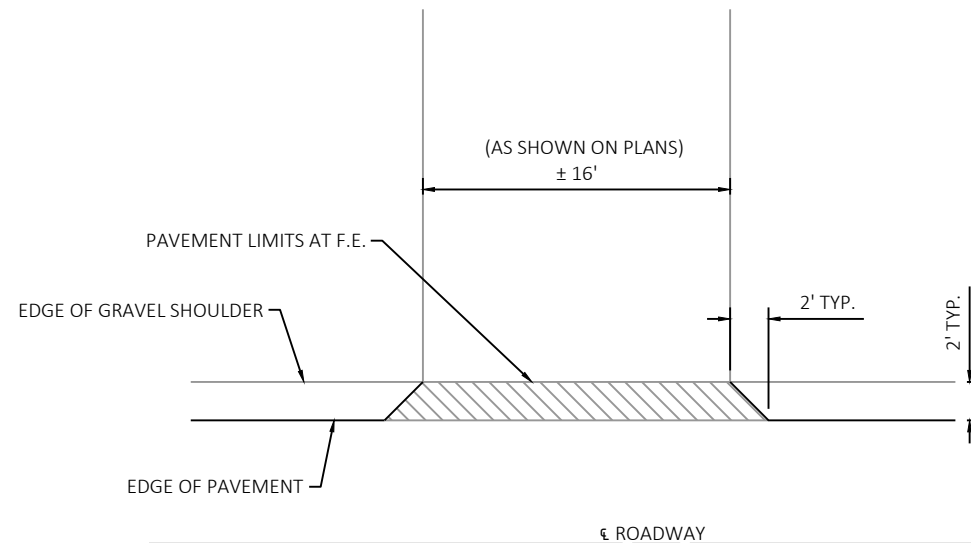 (AS SHOWN ON PLANS)
± 16'
PAVEMENT LIMITS AT F.E.
EDGE OF GRAVEL SHOULDER
2' TYP.
2' TYP.
EDGE OF PAVEMENT
℄ ROADWAY